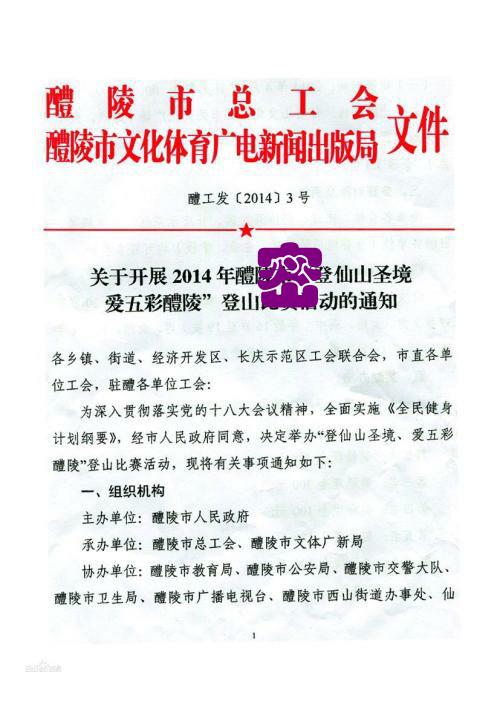 醴陵市总工会
醴陵市文化体育广电新闻出版局 文件
醴工发〔2014〕3号
关于开展 2014 年醴陵 登仙山圣境
爱五彩醴陵”登山比赛活动的通知
各乡镇、街道、经济开发区、长庆示范区工会联合会，市直各单
位工会，驻醴各单位工会：
为深入贯彻落实党的十八大会议精神，全面实施《全民健身
计划纲要》，经市人民政府同意，决定举办“登仙山圣境、爱五彩
醴陵”登山比赛活动，现将有关事项通知如下：
一、组织机构
主办单位：醴陵市人民政府
承办单位：醴陵市总工会、醴陵市文体广新局
协办单位：醴陵市教育局、醴陵市公安局、醴陵市交警大队、
醴陵市卫生局、醴陵市广播电视台、醴陵市西山街道办事处、仙
1